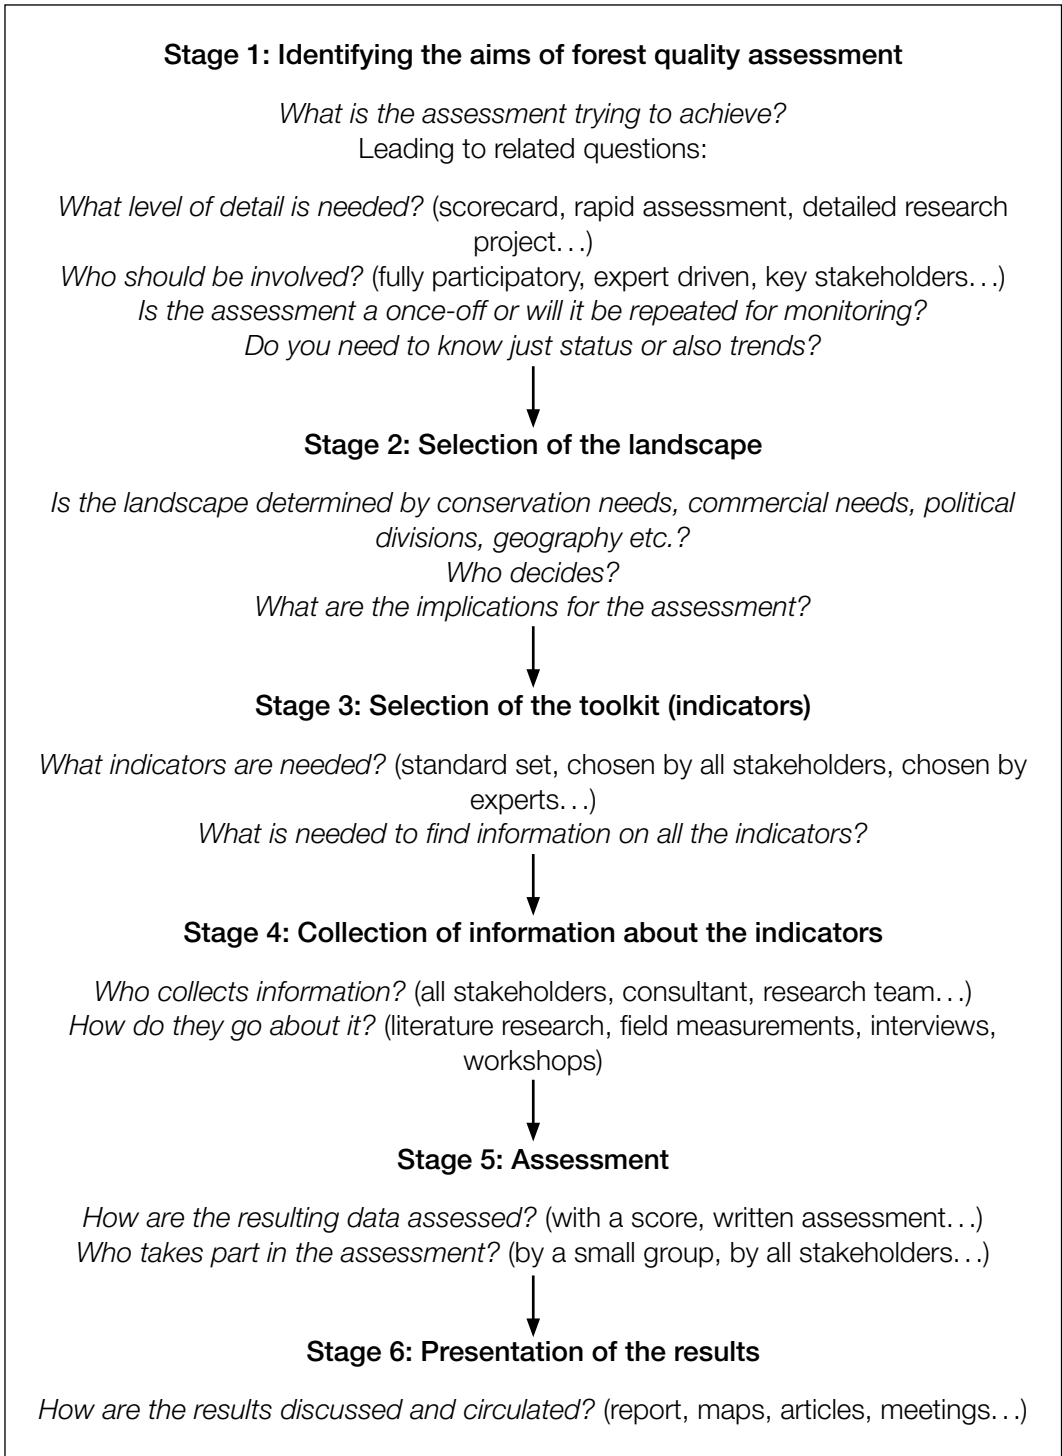 Stage 1: Identifying the aims of forest quality assessment
What is the assessment trying to achieve?
Leading to related questions:
What level of detail is needed? (scorecard, rapid assessment, detailed research
project…)
Who should be involved? (fully participatory, expert driven, key stakeholders…)
Is the assessment a once-off or will it be repeated for monitoring?
Do you need to know just status or also trends?
Stage 2: Selection of the landscape
Is the landscape determined by conservation needs, commercial needs, political
divisions, geography etc.?
Who decides?
What are the implications for the assessment?
Stage 3: Selection of the toolkit (indicators)
What indicators are needed? (standard set, chosen by all stakeholders, chosen by
experts…)
What is needed to find information on all the indicators?
Stage 4: Collection of information about the indicators
Who collects information? (all stakeholders, consultant, research team…)
How do they go about it? (literature research, field measurements, interviews,
workshops)
Stage 5: Assessment
How are the resulting data assessed? (with a score, written assessment…)
Who takes part in the assessment? (by a small group, by all stakeholders…)
Stage 6: Presentation of the results
How are the results discussed and circulated? (report, maps, articles, meetings…)